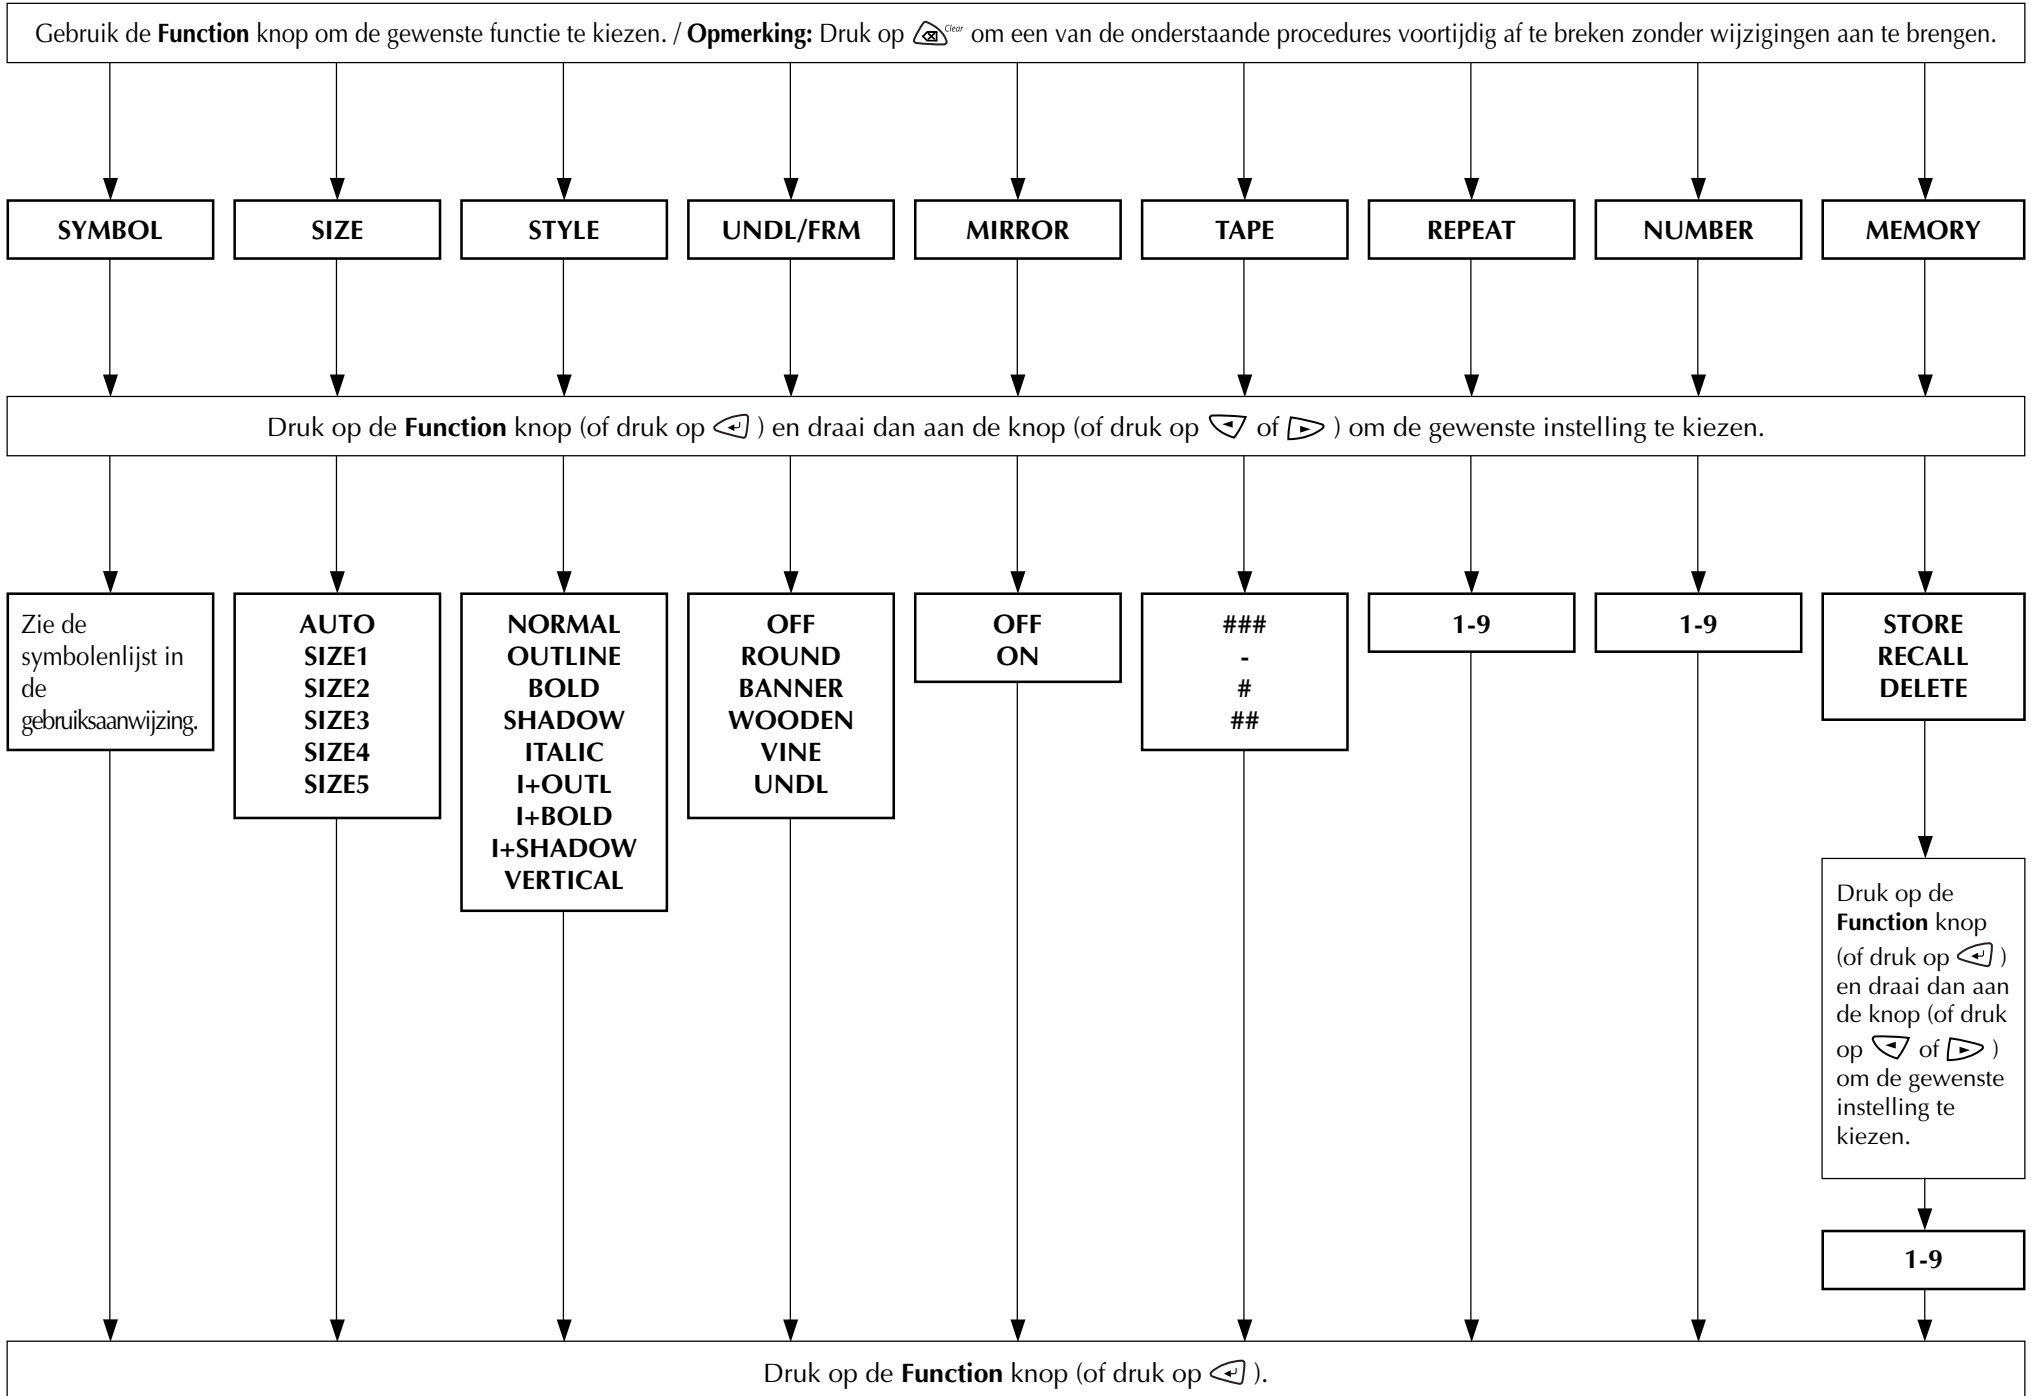 Gebruik de Function knop om de gewenste functie te kiezen. / Opmerking: Druk op Clear om een van de onderstaande procedures voortijdig af te breken zonder wijzigingen aan te brengen.
SYMBOL
SIZE
STYLE
UNDL/FRM
MIRROR
TAPE
REPEAT
NUMBER
MEMORY
Druk op de Function knop (of druk op ) en draai dan aan de knop (of druk op of ) om de gewenste instelling te kiezen.
Zie de
symbolenlijst in
de
gebruiksaanwijzing.
AUTO
SIZE1
SIZE2
SIZE3
SIZE4
SIZE5
NORMAL
OUTLINE
BOLD
SHADOW
ITALIC
I+OUTL
I+BOLD
I+SHADOW
VERTICAL
OFF
ROUND
BANNER
WOODEN
VINE
UNDL
OFF
ON
###
-
#
##
1-9
1-9
STORE
RECALL
DELETE
Druk op de
Function knop
(of druk op )
en draai dan aan
de knop (of druk
op of )
om de gewenste
instelling te
kiezen.
1-9
Druk op de Function knop (of druk op ).